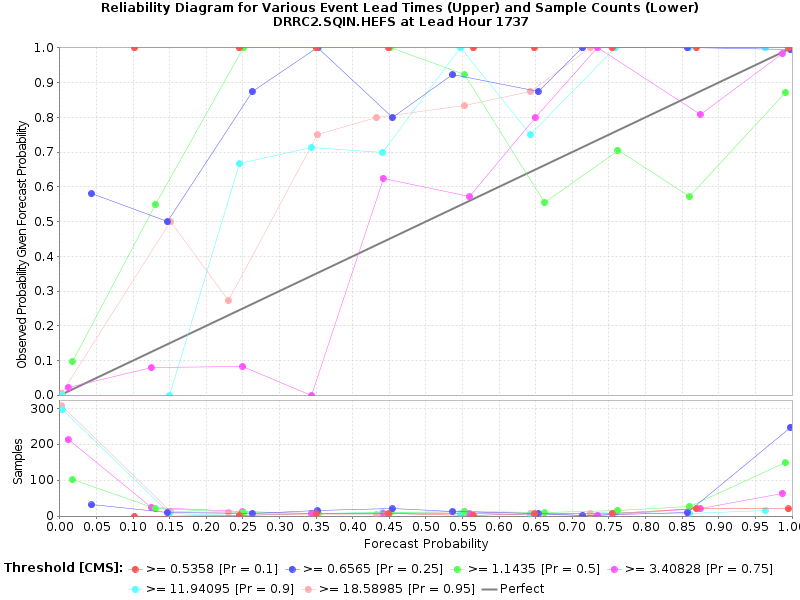 Reliability Diagram for Various Event Lead Times (Upper) and Sample Counts (Lower)
DRRC2.SQIN.HEFS at Lead Hour 1737
Observed Probability Given Forecast Probability
1.0
0.9
0.8
0.7
0.6
0.5
0.4
0.3
0.2
0.1
0.0
Samples
300
200
100
0
0.00 0.05 0.10 0.15 0.20 0.25 0.30 0.35 0.40 0.45 0.50 0.55 0.60 0.65 0.70 0.75 0.80 0.85 0.90 0.95 1.0
Forecast Probability
Threshold [CMS]: >= 0.5358 [Pr = 0.1] >= 0.6565 [Pr = 0.25] >= 1.1435 [Pr = 0.5] >= 3.40828 [Pr = 0.75]
>= 11.94095 [Pr = 0.9] >= 18.58985 [Pr = 0.95] Perfect